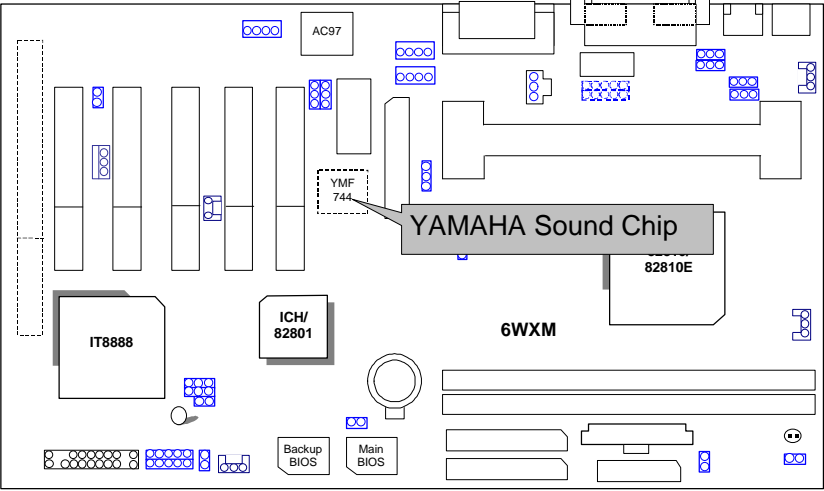 AC97
YMF
744
YAMAHA Sound Chip
82810E
ICH/
82801
IT8888
6WXM
Backup
BIOS
Main
BIOS